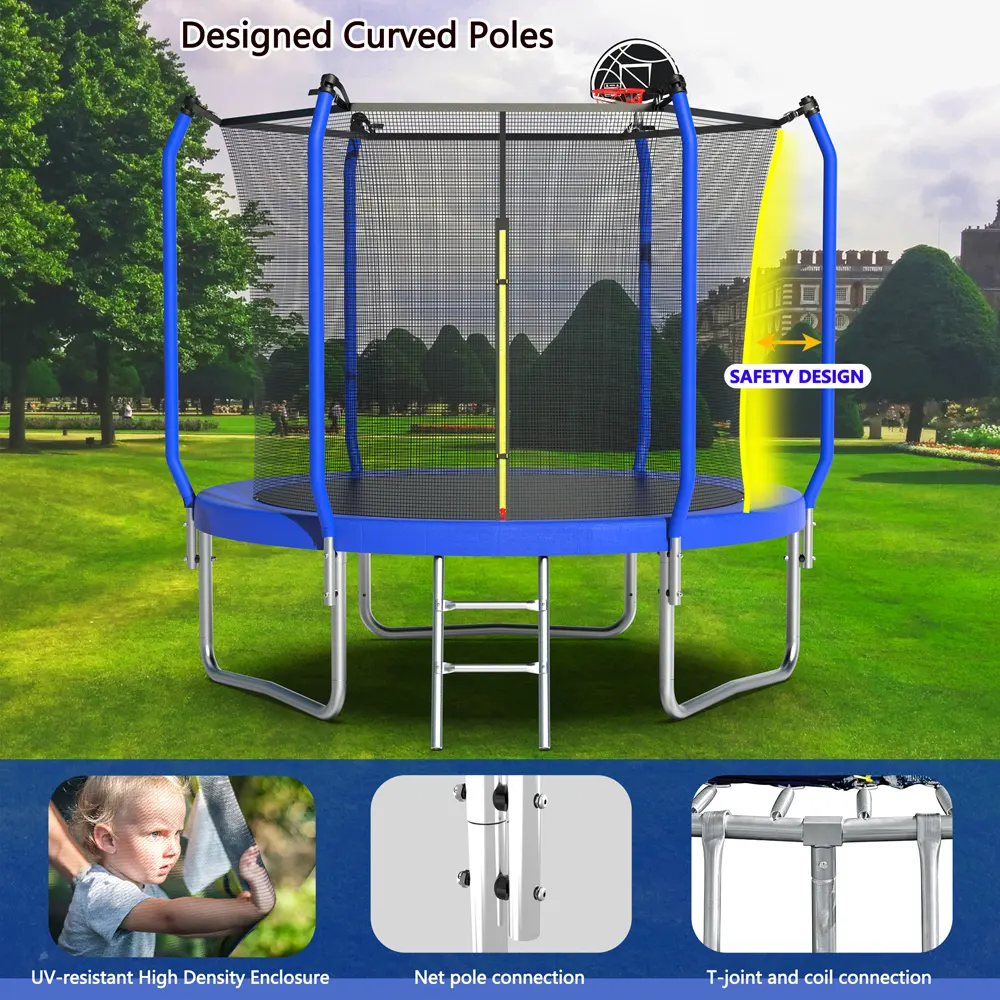 Designed Curved Poles
SAFETY DESIGN
UV-resistant High Density Enclosure
Net pole connection
T-joint and coil connection